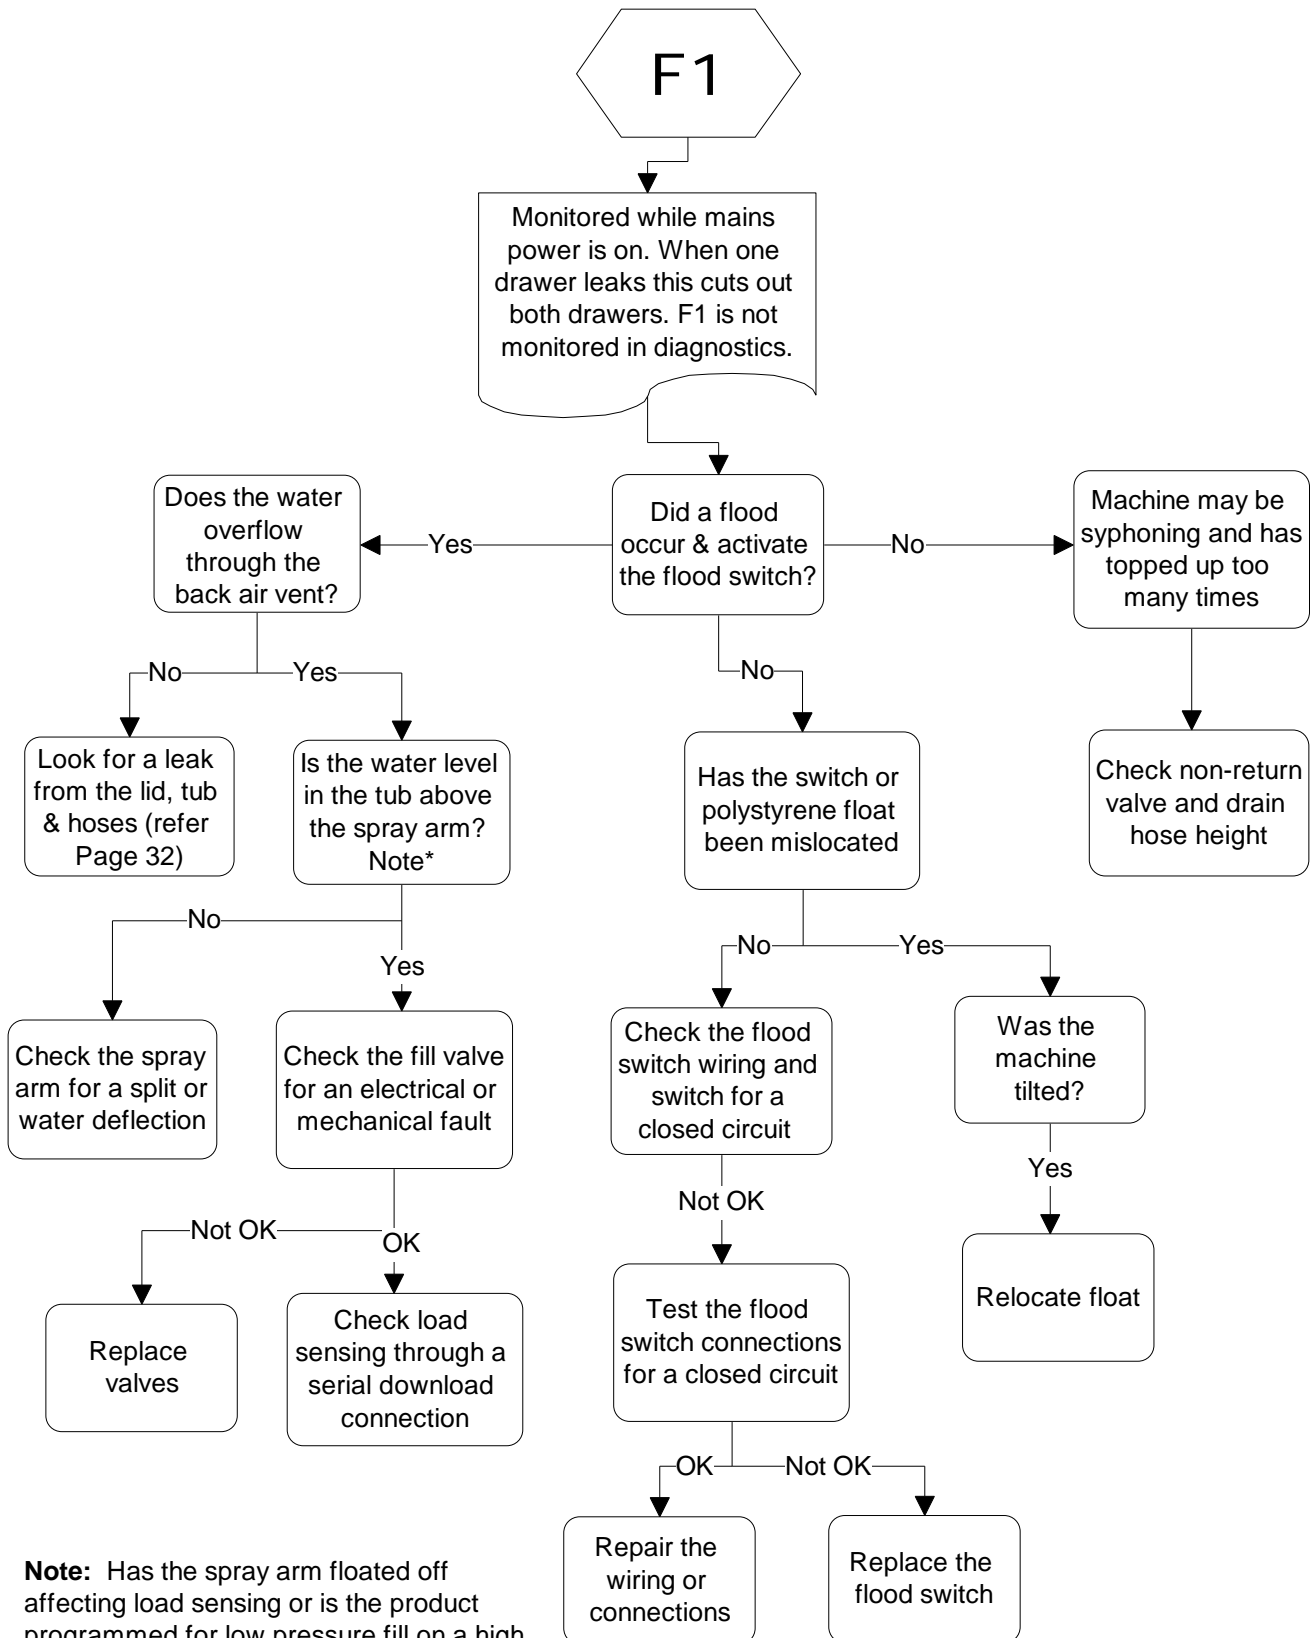 F1
Monitored while mains
power is on. When one
drawer leaks this cuts out
both drawers. F1 is not
monitored in diagnostics.
Did a flood
occur & activate
the flood switch?
Yes
No
Does the water
overflow
through the
back air vent?
Machine may be
syphoning and has
topped up too
many times
No
Yes
No
Look for a leak
from the lid, tub
& hoses (refer
Page 32)
Is the water level
in the tub above
the spray arm?
Note*
Has the switch or
polystyrene float
been mislocated
Check non-return
valve and drain
hose height
No
Yes
No
Yes
Check the spray
arm for a split or
water deflection
Check the fill valve
for an electrical or
mechanical fault
Check the flood
switch wiring and
switch for a
closed circuit
Was the
machine
tilted?
Not OK
OK
Not OK
Yes
Replace
valves
Check load
sensing through a
serial download
connection
Test the flood
switch connections
for a closed circuit
Relocate float
OK
Not OK
Repair the
wiring or
connections
Replace the
flood switch
Note: Has the spray arm floated off
affecting load sensing or is the product
programmed for low pressure fill on a high